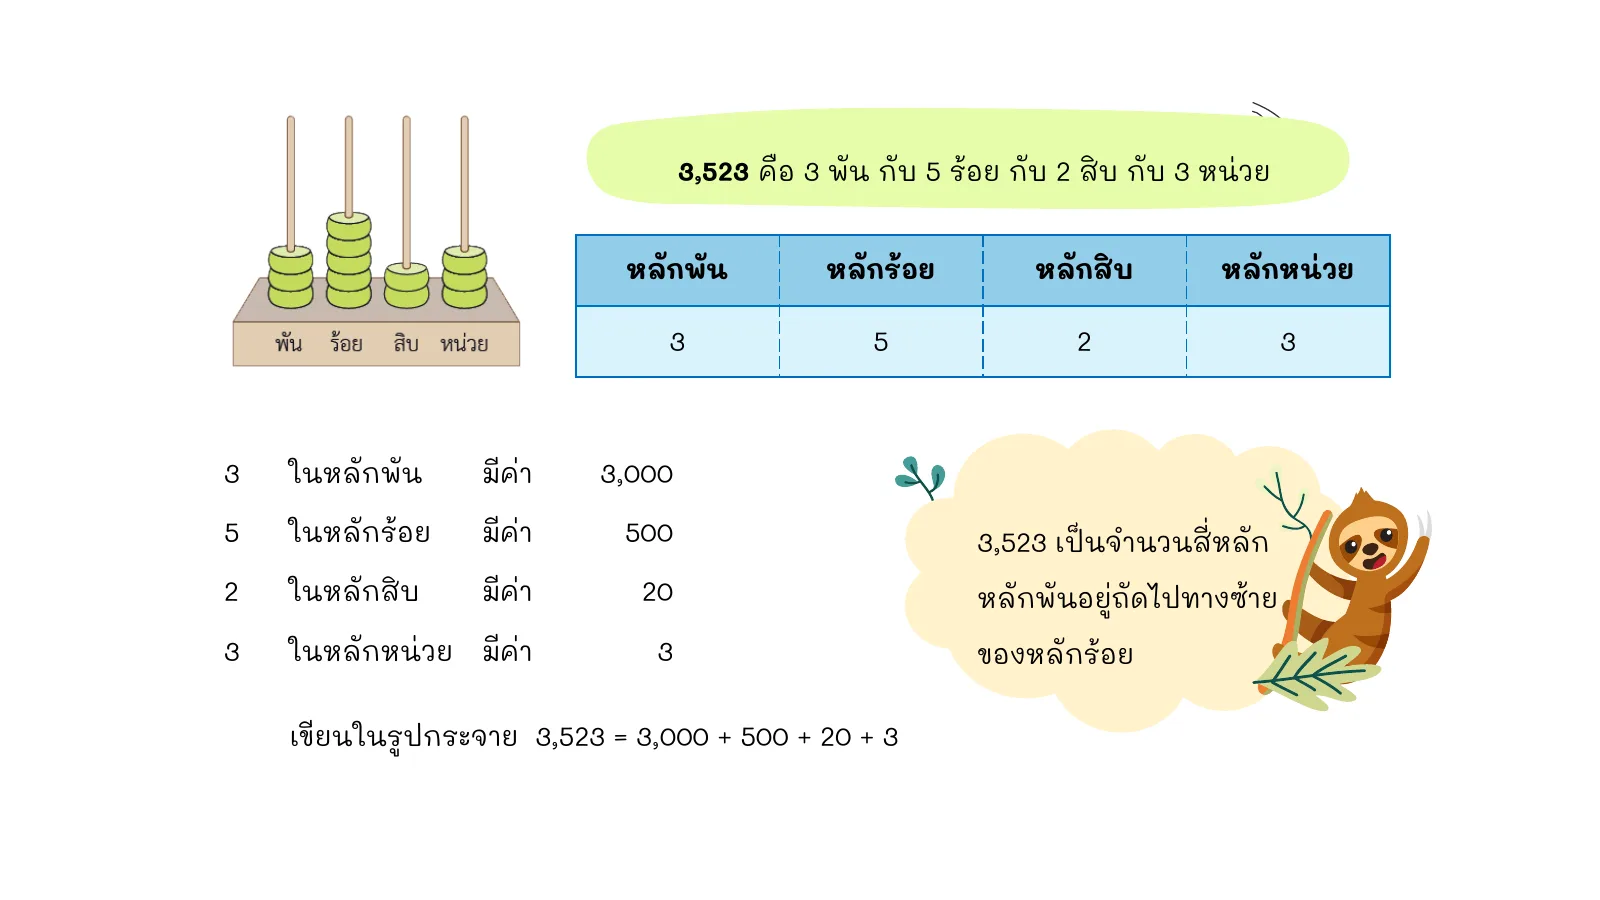 3,523 คือ 3 พัน กับ 5 ร้อย กับ 2 สิบ กับ 3 หน่วย
พัน ร้อย สิบ หน่วย
หลักพัน หลักร้อย หลักสิบ หลักหน่วย
3 5 2 3
3 ในหลักพัน มีค่า 3,000
5 ในหลักร้อย มีค่า 500
2 ในหลักสิบ มีค่า 20
3 ในหลักหน่วย มีค่า 3
เขียนในรูปกระจาย 3,523 = 3,000 + 500 + 20 + 3
3,523 เป็นจำนวนสี่หลัก
หลักพันอยู่ถัดไปทางซ้าย
ของหลักร้อย